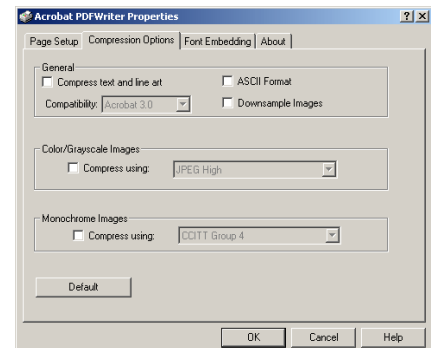 Acrobat PDFWriter Properties
Page Setup Compression Options Font Embedding About
General
Compress text and line art ASCII Format
Compatibility: Acrobat 3.0 Downsample Images
Color/Grayscale Images
Compress using: JPEG High
Monochrome Images
Compress using: CCITT Group 4
Default
OK Cancel Help